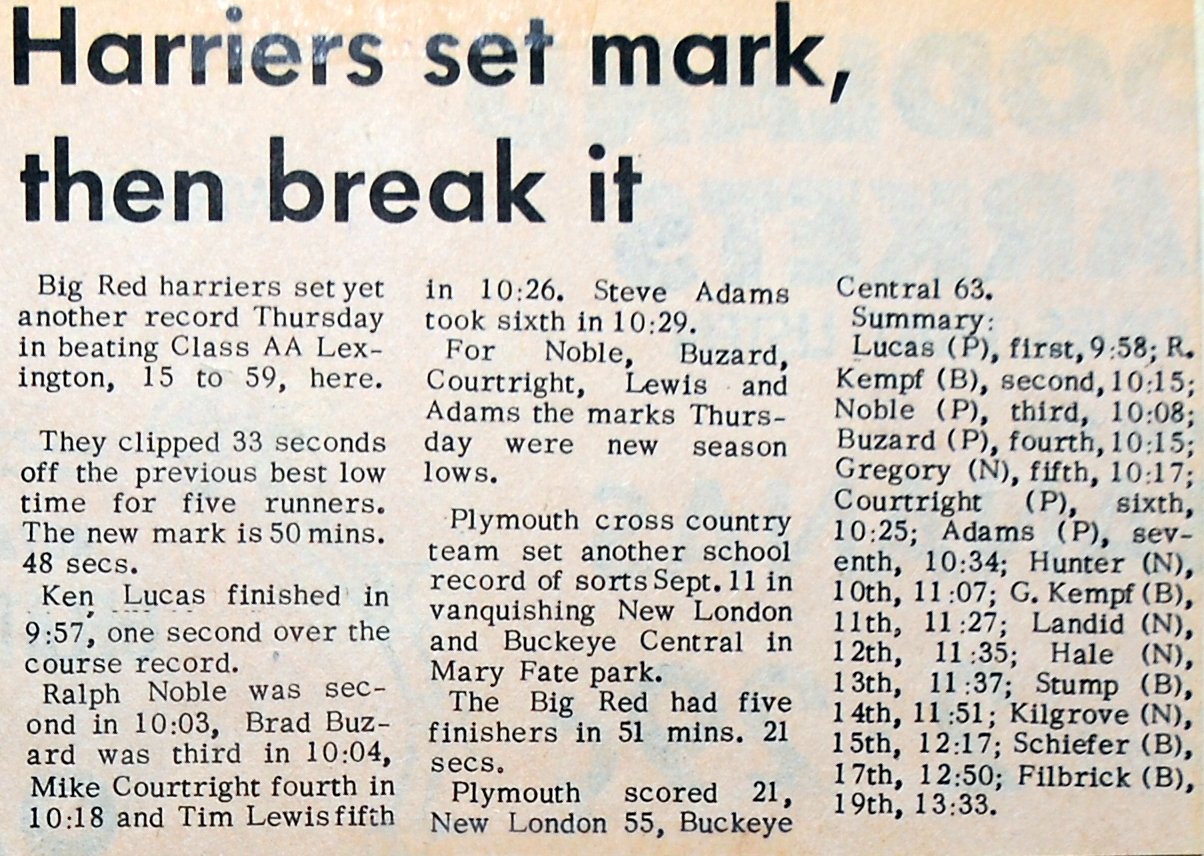 Harriers set mark,
then break it
Big Red harriers set yet
another record Thursday
in beating Class AA Lex-
ington, 15 to 59, here.
They clipped 33 seconds
off the previous best low
time for five runners.
The new mark is 50 mins.
48 secs.
Ken Lucas finished in
9:57, one second over the
course record.
Ralph Noble was sec-
ond in 10:03, Brad Buz-
ard was third in 10:04,
Mike Courtright fourth in
10:18 and Tim Lewis fifth
in 10:26. Steve Adams
took sixth in 10:29.
For Noble, Buzard,
Courtright, Lewis and
Adams the marks Thurs-
day were new season
lows.
Plymouth cross country
team set another school
record of sorts Sept. 11 in
vanquishing New London
and Buckeye Central in
Mary Fate park.
The Big Red had five
finishers in 51 mins. 21
secs.
Plymouth scored 21,
New London 55, Buckeye
Central 63.
Summary:
Lucas (P), first, 9:58; R.
Kempf (B), second, 10:15;
Noble (P), third, 10:08;
Buzard (P), fourth, 10:15;
Gregory (N), fifth, 10:17;
Courtright (P), sixth,
10:25; Adams (P), sev-
enth, 10:34; Hunter (N),
10th, 11:07; G. Kempf (B),
11th, 11:27; Landid (N),
12th, 11:35; Hale (N),
13th, 11:37; Stump (B),
14th, 11:51; Kilgrove (N),
15th, 12:17; Schiefer (B),
17th, 12:50; Filbrick (B),
19th, 13:33.